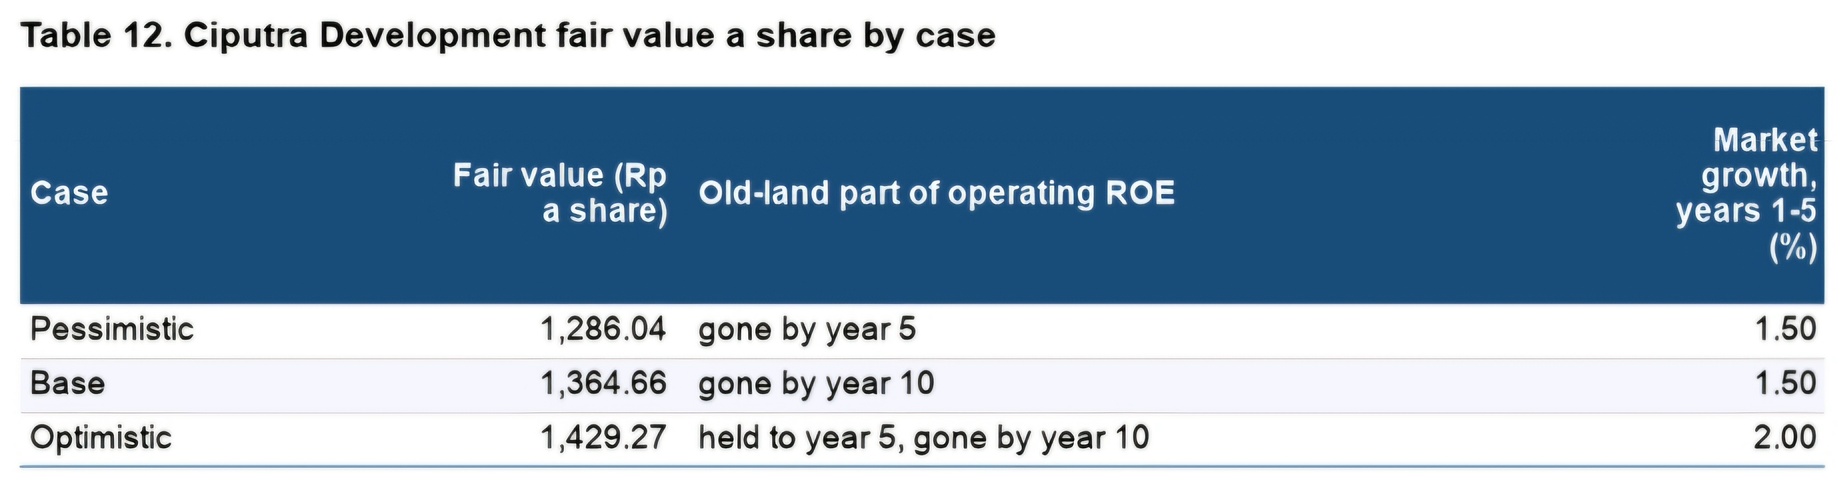 Table 12. Ciputra Development fair value a share by case
Case
Fair value (Rp
a share)
Old-land part of operating ROE
Market
growth,
years 1-5
(%)
Pessimistic 1,286.04 gone by year 5 1.50
Base 1,364.66 gone by year 10 1.50
Optimistic 1,429.27 held to year 5, gone by year 10 2.00